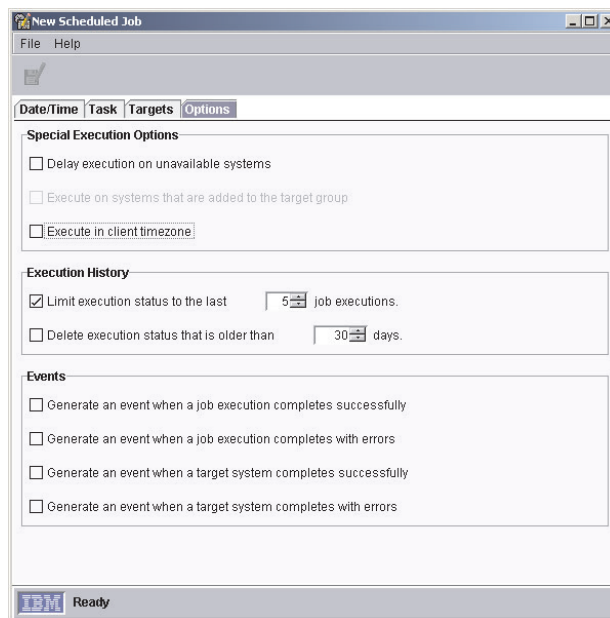 New Scheduled Job
File Help
Date/Time Task Targets Options
Special Execution Options
Delay execution on unavailable systems
Execute on systems that are added to the target group
Execute in client timezone
Execution History
Limit execution status to the last 5 job executions.
Delete execution status that is older than 30 days.
Events
Generate an event when a job execution completes successfully
Generate an event when a job execution completes with errors
Generate an event when a target system completes successfully
Generate an event when a target system completes with errors
IBM Ready